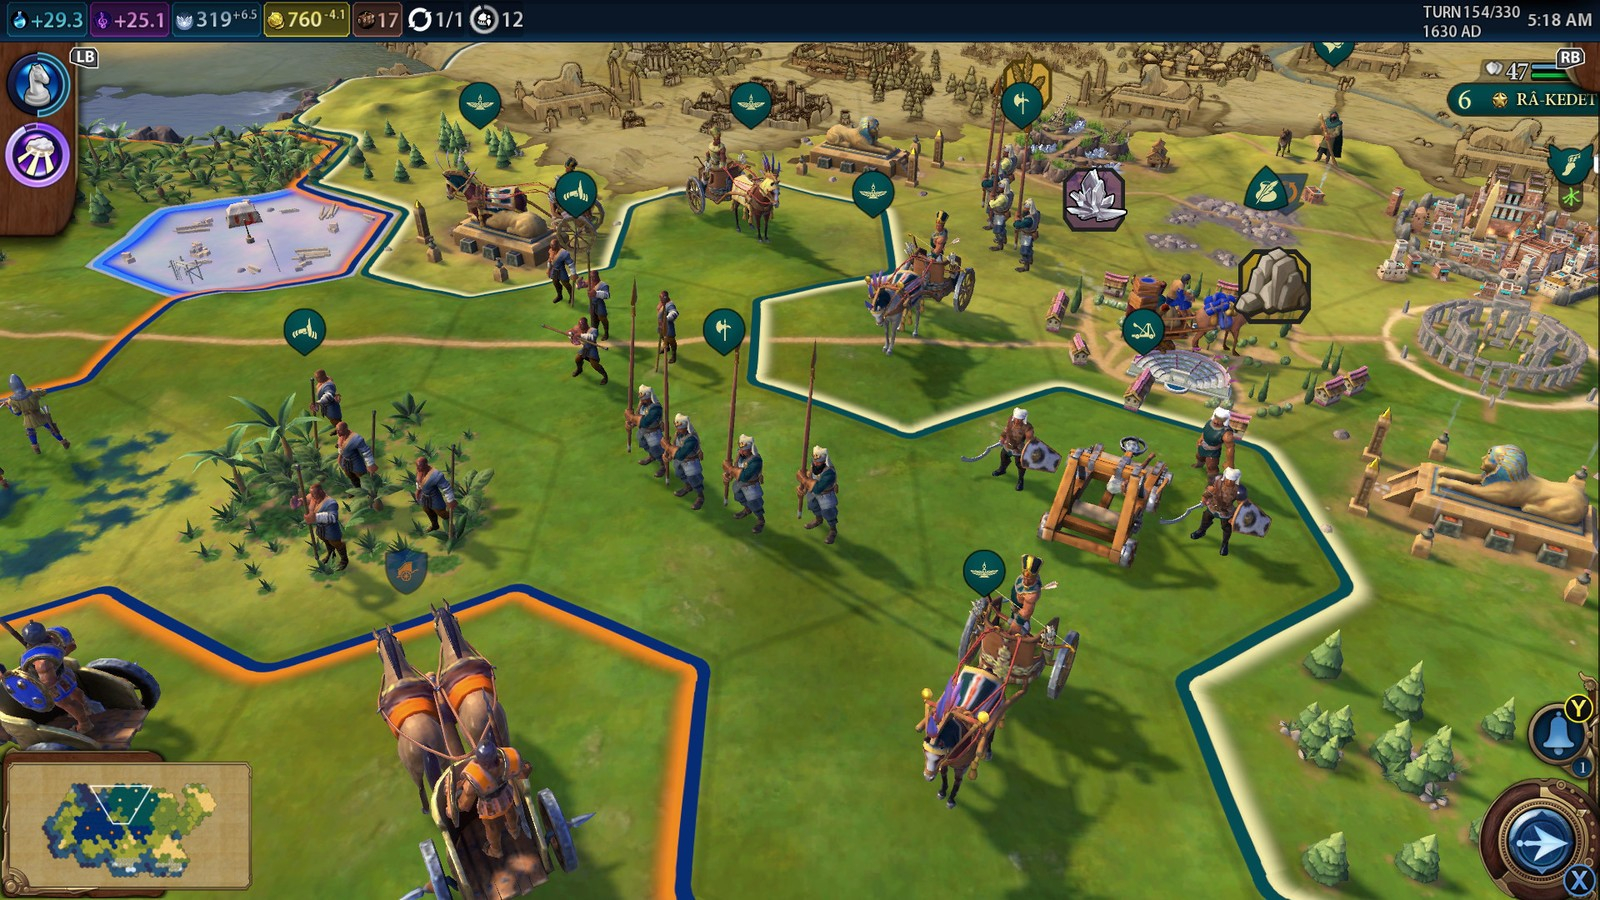 +29.3 +25.1 319 +6.5 760 -4.1 17 1/1 12
TURN 154/330
1630 AD
5:18 AM
LB
RB
47
6 RÂ-KEDET
Y
1
X